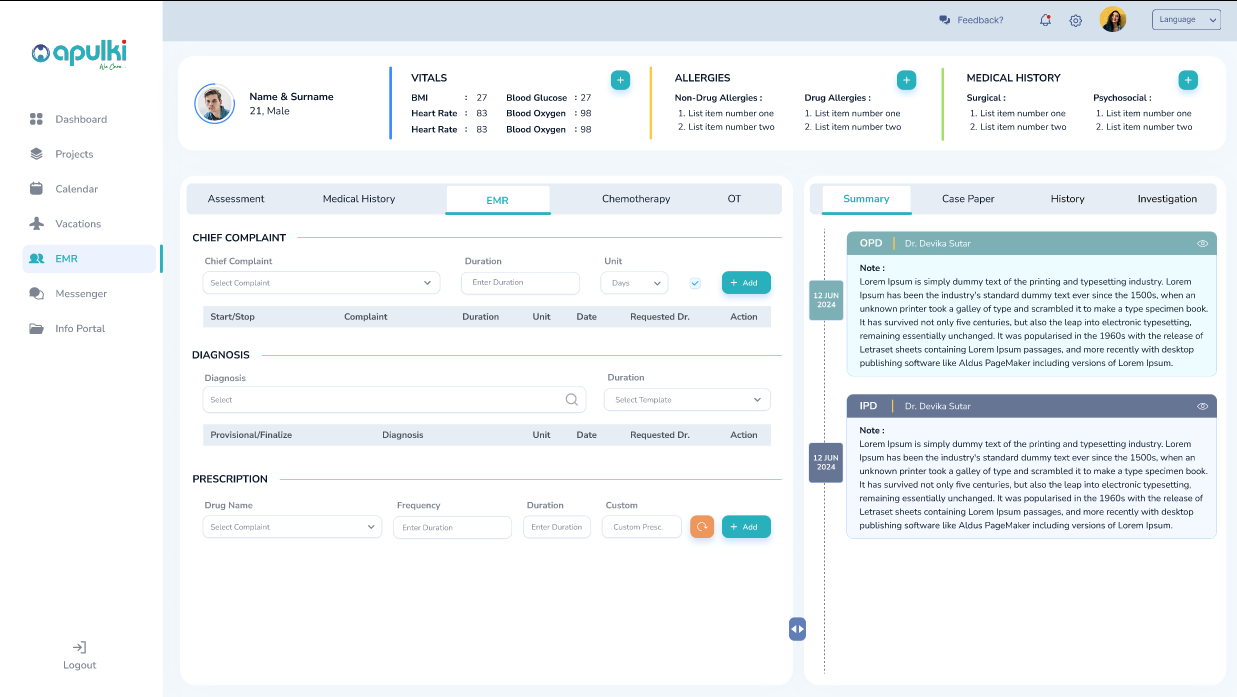 Feedback?
Language
apulki
We Care
Dashboard
Projects
Calendar
Vacations
EMR
Messenger
Info Portal
Logout
Name & Surname
21, Male
VITALS
BMI : 27 Blood Glucose : 27
Heart Rate : 83 Blood Oxygen : 98
Heart Rate : 83 Blood Oxygen : 98
ALLERGIES
Non-Drug Allergies : Drug Allergies :
1. List item number one 1. List item number one
2. List item number two 2. List item number two
MEDICAL HISTORY
Surgical : Psychosocial :
1. List item number one 1. List item number one
2. List item number two 2. List item number two
Assessment Medical History EMR Chemotherapy OT
CHIEF COMPLAINT
Chief Complaint Duration Unit
Select Complaint Enter Duration Days + Add
Start/Stop Complaint Duration Unit Date Requested Dr. Action
DIAGNOSIS
Diagnosis Duration
Select Select Template
Provisional/Finalize Diagnosis Unit Date Requested Dr. Action
PRESCRIPTION
Drug Name Frequency Duration Custom
Select Complaint Enter Duration Enter Duration Custom Presc. + Add
Summary Case Paper History Investigation
12 JUN
2024
OPD Dr. Devika Sutar
Note :
Lorem Ipsum is simply dummy text of the printing and typesetting industry. Lorem
Ipsum has been the industry's standard dummy text ever since the 1500s, when an
unknown printer took a galley of type and scrambled it to make a type specimen book.
It has survived not only five centuries, but also the leap into electronic typesetting,
remaining essentially unchanged. It was popularised in the 1960s with the release of
Letraset sheets containing Lorem Ipsum passages, and more recently with desktop
publishing software like Aldus PageMaker including versions of Lorem Ipsum.
12 JUN
2024
IPD Dr. Devika Sutar
Note :
Lorem Ipsum is simply dummy text of the printing and typesetting industry. Lorem
Ipsum has been the industry's standard dummy text ever since the 1500s, when an
unknown printer took a galley of type and scrambled it to make a type specimen book.
It has survived not only five centuries, but also the leap into electronic typesetting,
remaining essentially unchanged. It was popularised in the 1960s with the release of
Letraset sheets containing Lorem Ipsum passages, and more recently with desktop
publishing software like Aldus PageMaker including versions of Lorem Ipsum.